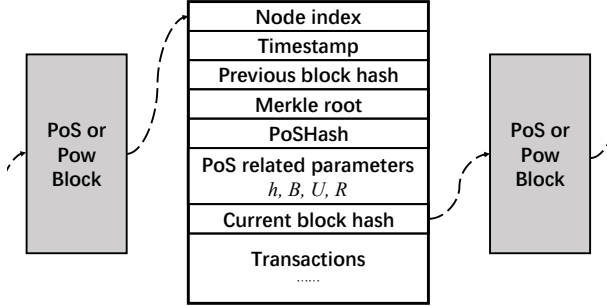 PoS or
Pow
Block
Node index
Timestamp
Previous block hash
Merkle root
PoSHash
PoS related parameters
h, B, U, R
Current block hash
Transactions
......
PoS or
Pow
Block